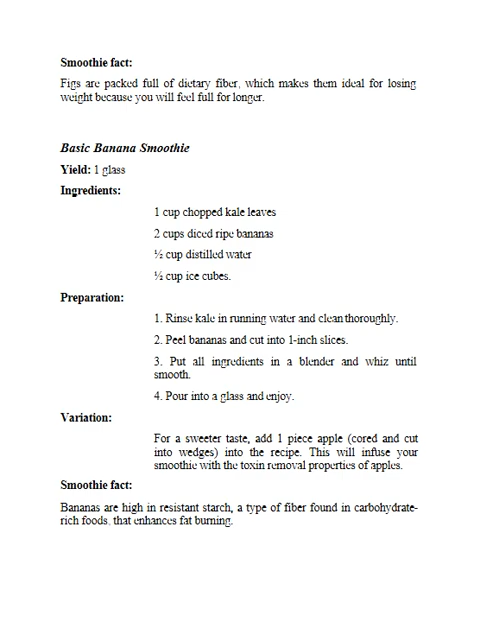 Smoothie fact:
Figs are packed full of dietary fiber, which makes them ideal for losing
weight because you will feel full for longer.
Basic Banana Smoothie
Yield: 1 glass
Ingredients:
1 cup chopped kale leaves
2 cups diced ripe bananas
½ cup distilled water
½ cup ice cubes.
Preparation:
1. Rinse kale in running water and clean thoroughly.
2. Peel bananas and cut into 1-inch slices.
3. Put all ingredients in a blender and whiz until
smooth.
4. Pour into a glass and enjoy.
Variation:
For a sweeter taste, add 1 piece apple (cored and cut
into wedges) into the recipe. This will infuse your
smoothie with the toxin removal properties of apples.
Smoothie fact:
Bananas are high in resistant starch, a type of fiber found in carbohydrate-
rich foods, that enhances fat burning.